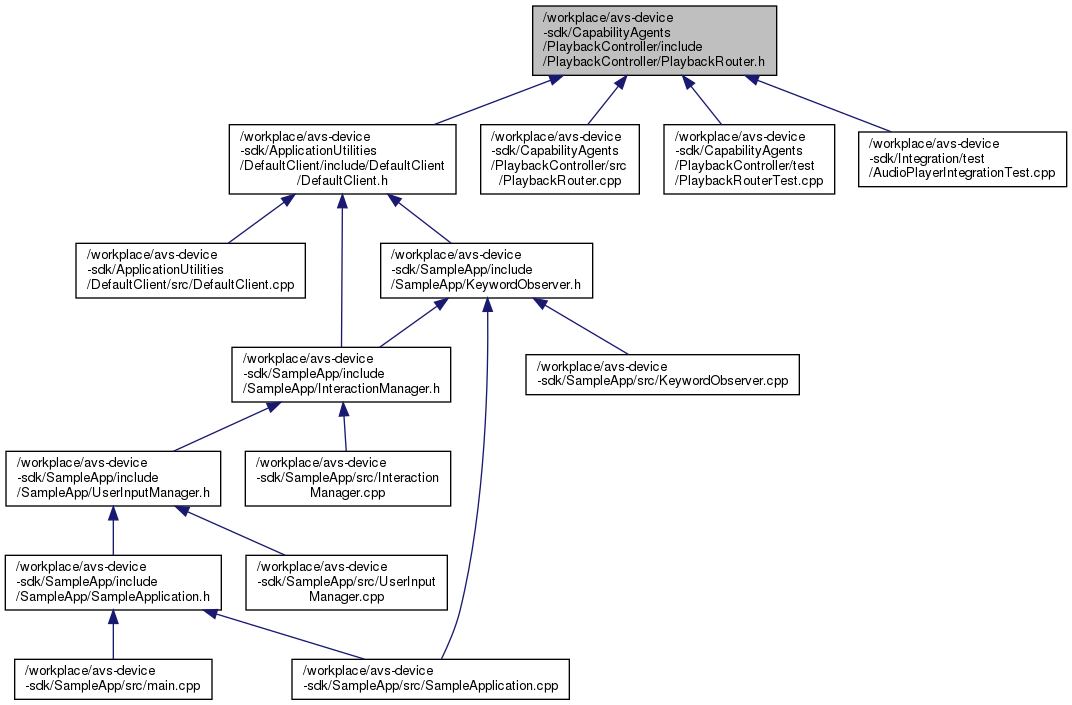 /workplace/avs-device
-sdk/CapabilityAgents
/PlaybackController/include
/PlaybackController/PlaybackRouter.h
/workplace/avs-device
-sdk/ApplicationUtilities
/DefaultClient/include/DefaultClient
/DefaultClient.h
/workplace/avs-device
-sdk/CapabilityAgents
/PlaybackController/src
/PlaybackRouter.cpp
/workplace/avs-device
-sdk/CapabilityAgents
/PlaybackController/test
/PlaybackRouterTest.cpp
/workplace/avs-device
-sdk/Integration/test
/AudioPlayerIntegrationTest.cpp
/workplace/avs-device
-sdk/ApplicationUtilities
/DefaultClient/src/DefaultClient.cpp
/workplace/avs-device
-sdk/SampleApp/include
/SampleApp/KeywordObserver.h
/workplace/avs-device
-sdk/SampleApp/include
/SampleApp/InteractionManager.h
/workplace/avs-device
-sdk/SampleApp/src/KeywordObserver.cpp
/workplace/avs-device
-sdk/SampleApp/include
/SampleApp/UserInputManager.h
/workplace/avs-device
-sdk/SampleApp/src/Interaction
Manager.cpp
/workplace/avs-device
-sdk/SampleApp/include
/SampleApp/SampleApplication.h
/workplace/avs-device
-sdk/SampleApp/src/UserInput
Manager.cpp
/workplace/avs-device
-sdk/SampleApp/src/main.cpp
/workplace/avs-device
-sdk/SampleApp/src/SampleApplication.cpp